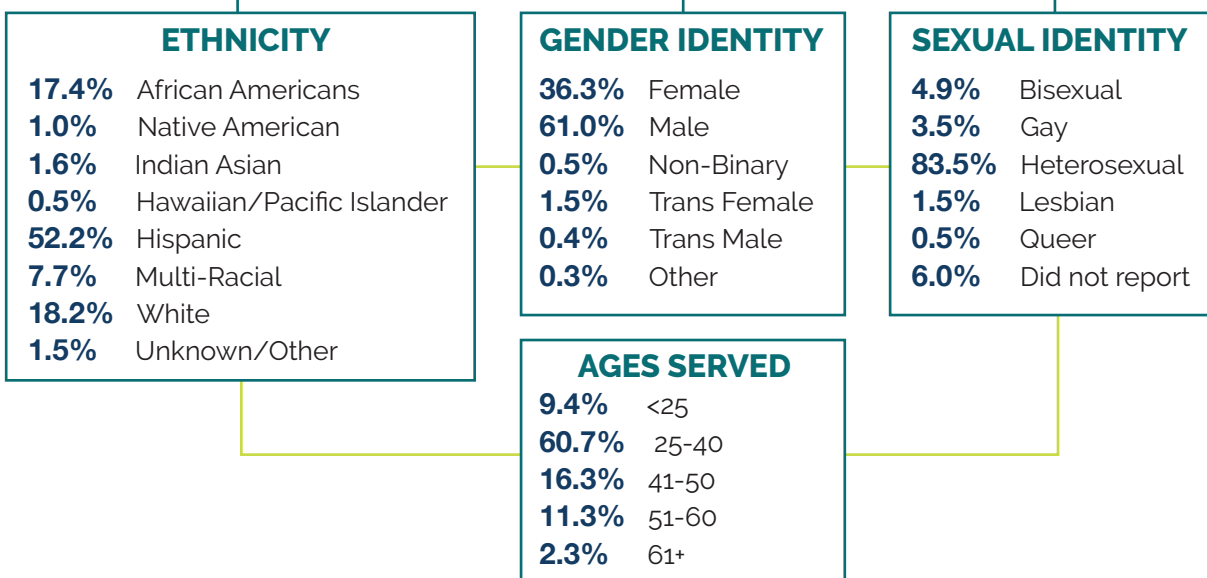 ETHNICITY
17.4% African Americans
1.0% Native American
1.6% Indian Asian
0.5% Hawaiian/Pacific Islander
52.2% Hispanic
7.7% Multi-Racial
18.2% White
1.5% Unknown/Other
GENDER IDENTITY
36.3% Female
61.0% Male
0.5% Non-Binary
1.5% Trans Female
0.4% Trans Male
0.3% Other
SEXUAL IDENTITY
4.9% Bisexual
3.5% Gay
83.5% Heterosexual
1.5% Lesbian
0.5% Queer
6.0% Did not report
AGES SERVED
9.4% <25
60.7% 25-40
16.3% 41-50
11.3% 51-60
2.3% 61+